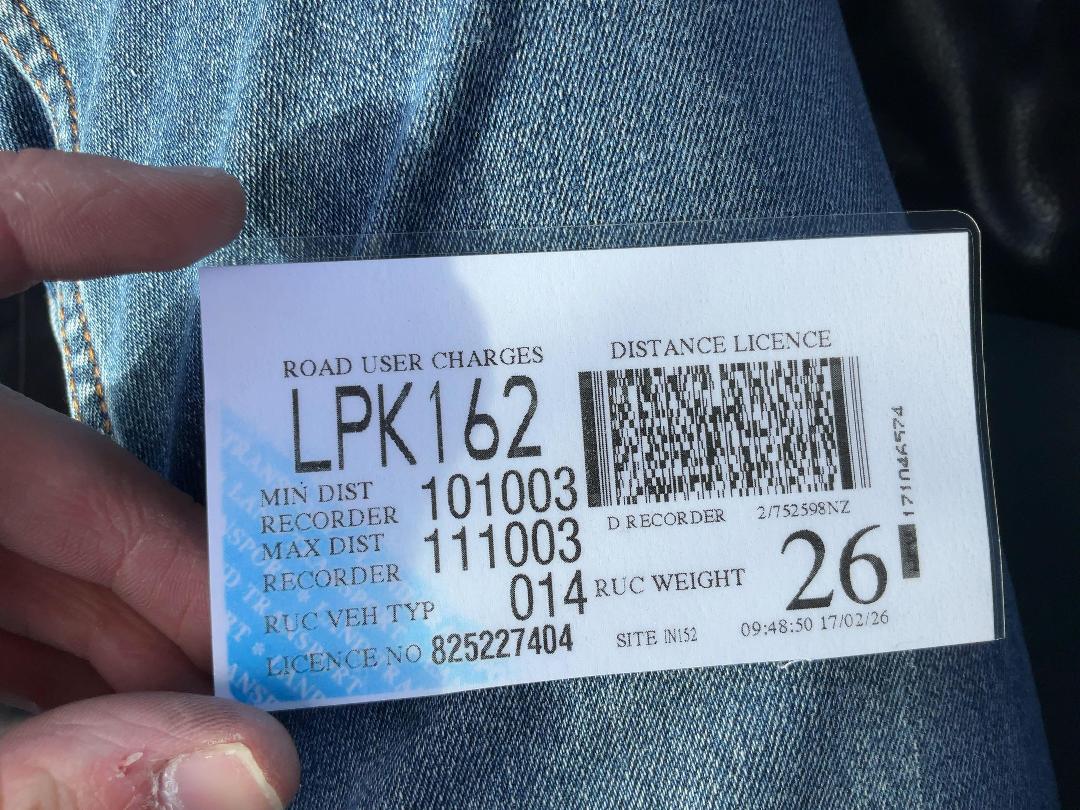 ROAD USER CHARGES
LPK162
MIN DIST
RECORDER 101003
MAX DIST
RECORDER 111003
RUC VEH TYP 014
LICENCE NO 825227404
DISTANCE LICENCE
D RECORDER 2/752598NZ
RUC WEIGHT 26
SITE IN152 09:48:50 17/02/26
171046574